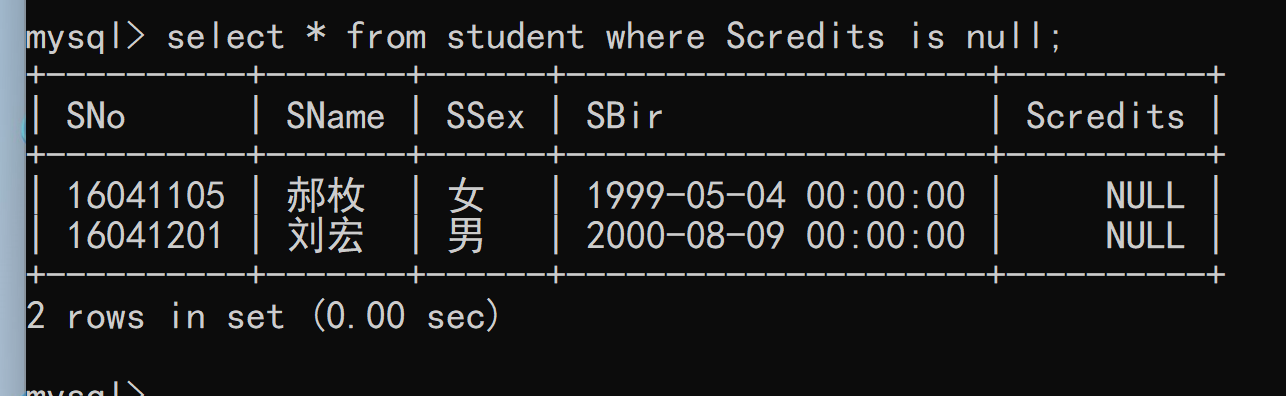 mysql> select * from student where Scredits is null;
+----------+-------+------+---------------------+----------+
| SNo      | SName | SSex | SBir                | Scredits |
+----------+-------+------+---------------------+----------+
| 16041105 | 郝枚  | 女   | 1999-05-04 00:00:00 |     NULL |
| 16041201 | 刘宏  | 男   | 2000-08-09 00:00:00 |     NULL |
+----------+-------+------+---------------------+----------+
2 rows in set (0.00 sec)
mysql>